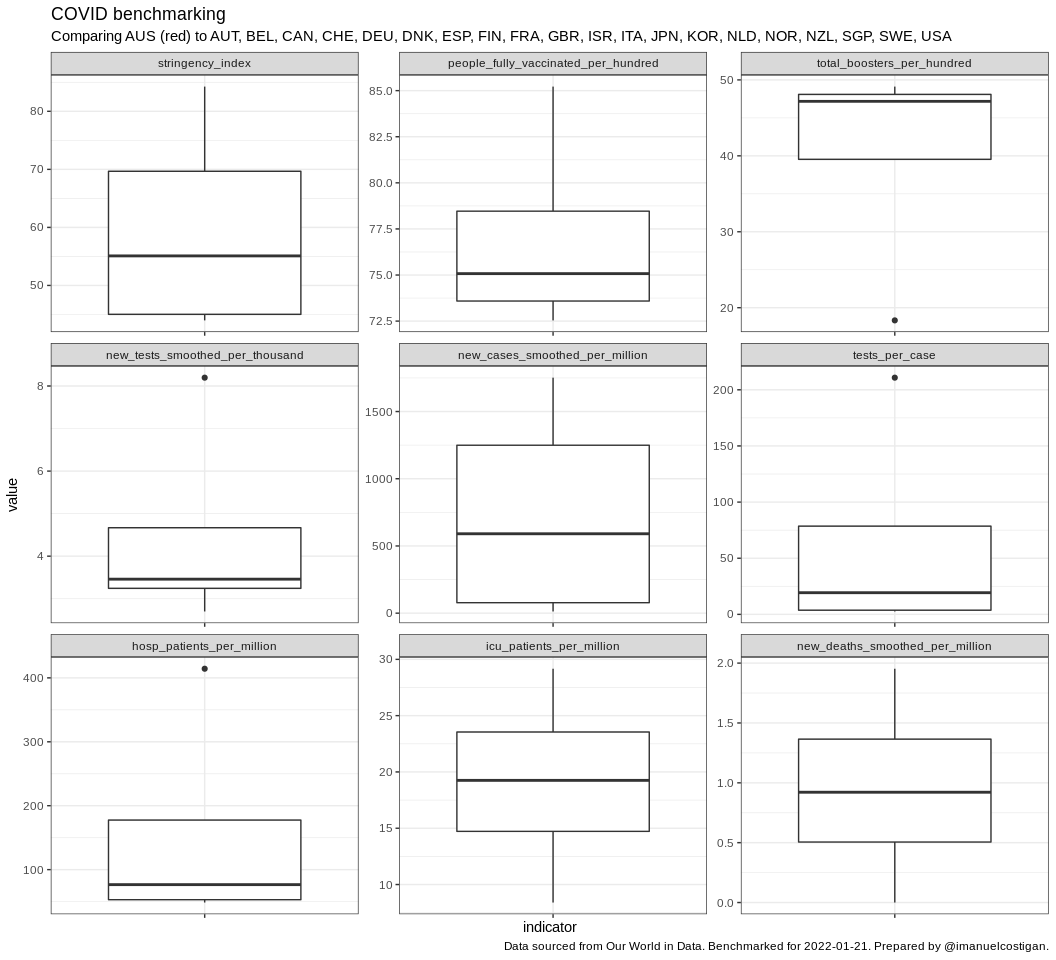 COVID benchmarking
Comparing AUS (red) to AUT, BEL, CAN, CHE, DEU, DNK, ESP, FIN, FRA, GBR, ISR, ITA, JPN, KOR, NLD, NOR, NZL, SGP, SWE, USA
stringency_index
80
70
60
50
people_fully_vaccinated_per_hundred
85.0
82.5
80.0
77.5
75.0
72.5
total_boosters_per_hundred
50
40
30
20
new_tests_smoothed_per_thousand
8
6
4
new_cases_smoothed_per_million
1500
1000
500
0
tests_per_case
200
150
100
50
0
hosp_patients_per_million
400
300
200
100
icu_patients_per_million
30
25
20
15
10
new_deaths_smoothed_per_million
2.0
1.5
1.0
0.5
0.0
value
indicator
Data sourced from Our World in Data. Benchmarked for 2022-01-21. Prepared by @imanuelcostigan.